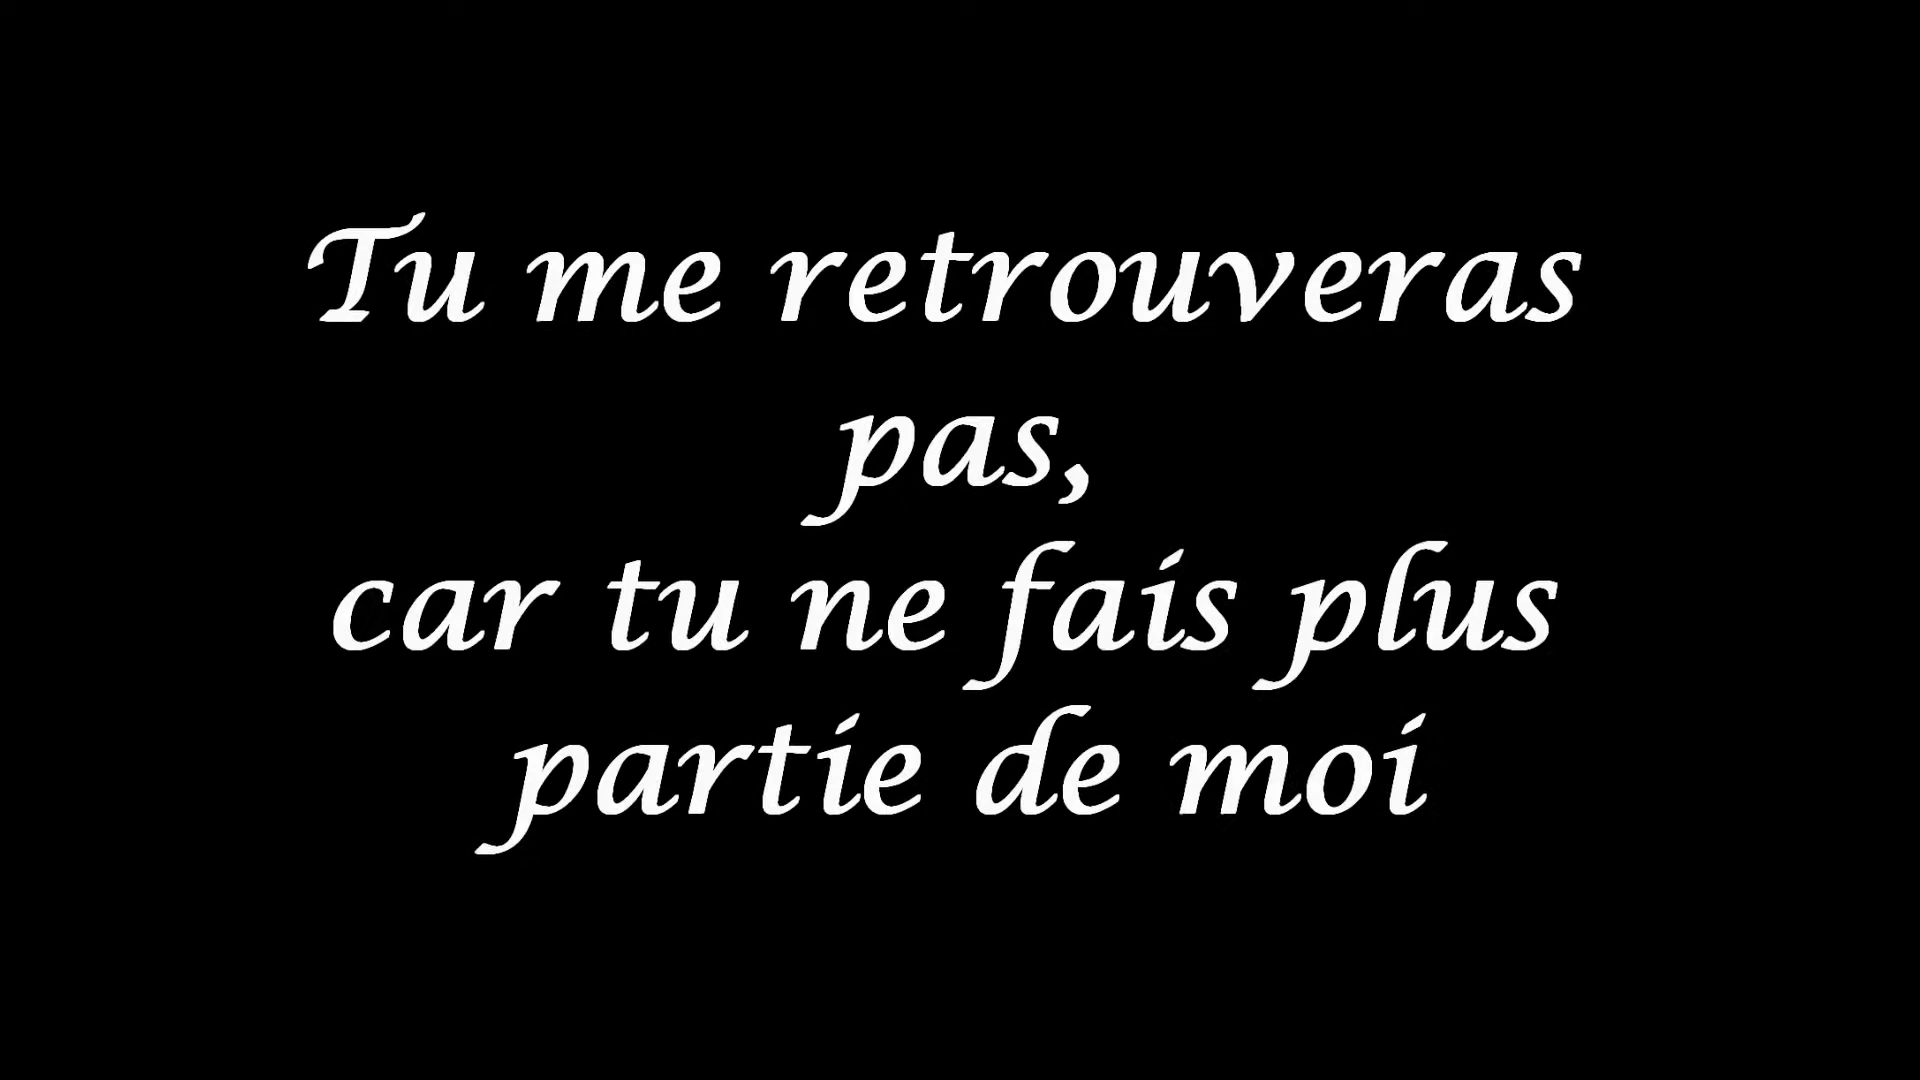 Tu me retrouveras
pas,
car tu ne fais plus
partie de moi